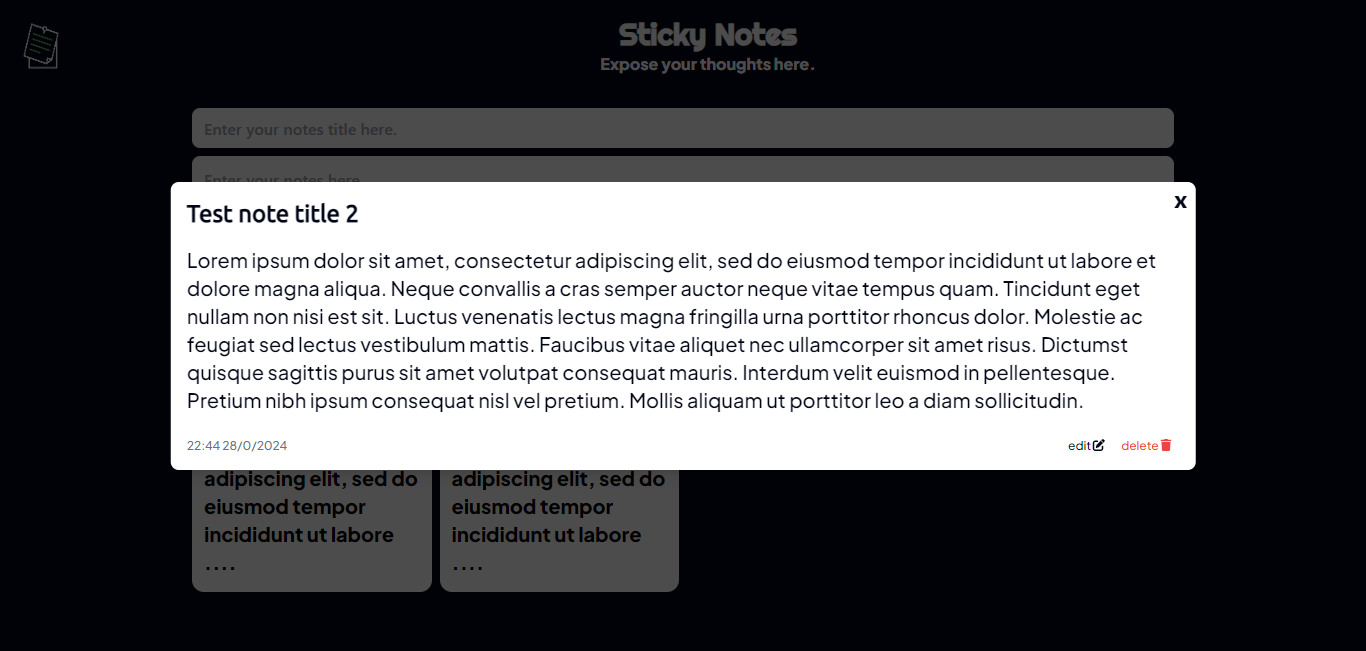 Sticky Notes
Expose your thoughts here.
Enter your notes title here.
Enter your notes here
Test note title 2
X
Lorem ipsum dolor sit amet, consectetur adipiscing elit, sed do eiusmod tempor incididunt ut labore et
dolore magna aliqua. Neque convallis a cras semper auctor neque vitae tempus quam. Tincidunt eget
nullam non nisi est sit. Luctus venenatis lectus magna fringilla urna porttitor rhoncus dolor. Molestie ac
feugiat sed lectus vestibulum mattis. Faucibus vitae aliquet nec ullamcorper sit amet risus. Dictumst
quisque sagittis purus sit amet volutpat consequat mauris. Interdum velit euismod in pellentesque.
Pretium nibh ipsum consequat nisl vel pretium. Mollis aliquam ut porttitor leo a diam sollicitudin.
22:44 28/0/2024
edit
delete
adipiscing elit, sed do
eiusmod tempor
incididunt ut labore
....
adipiscing elit, sed do
eiusmod tempor
incididunt ut labore
....